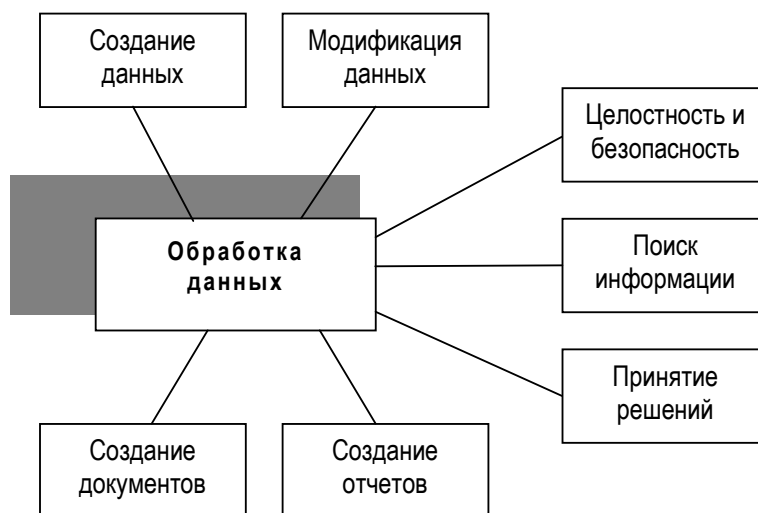 Создание
данных
Модификация
данных
Целостность и
безопасность
Обработка
данных
Поиск
информации
Принятие
решений
Создание
документов
Создание
отчетов